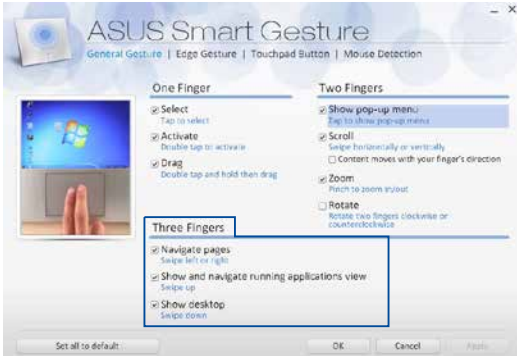 ASUS Smart Gesture
General Gesture | Edge Gesture | Touchpad Button | Mouse Detection
One Finger
Select
Tap to select
Activate
Double tap to activate
Drag
Double tap and hold then drag
Two Fingers
Show pop-up menu
Tap to show pop-up menu
Scroll
Swipe horizontally or vertically
Content moves with your finger's direction
Zoom
Pinch to zoom in/out
Rotate
Rotate two fingers clockwise or
counterclockwise
Three Fingers
Navigate pages
Swipe left or right
Show and navigate running applications view
Swipe up
Show desktop
Swipe down
Set all to default
OK
Cancel
Apply